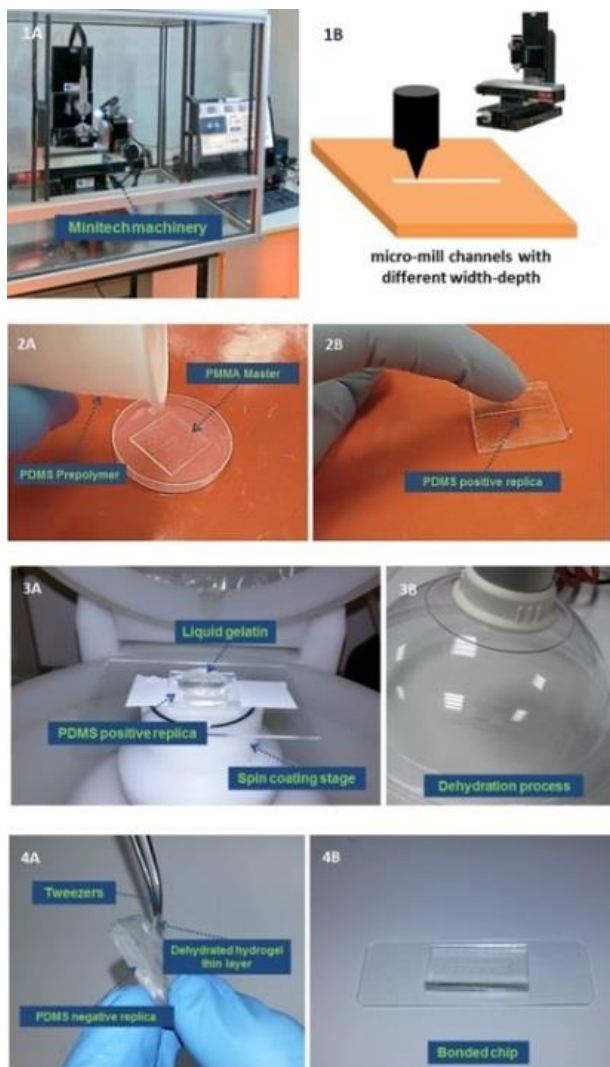 1A
Minitech machinery
1B
micro-mill channels with
different width-depth
2A
PMMA Master
PDMS Prepolymer
2B
PDMS positive replica
3A
Liquid gelatin
PDMS positive replica
Spin coating stage
3B
Dehydration process
4A
Tweezers
Dehydrated hydrogel
thin layer
PDMS negative replica
4B
Bonded chip